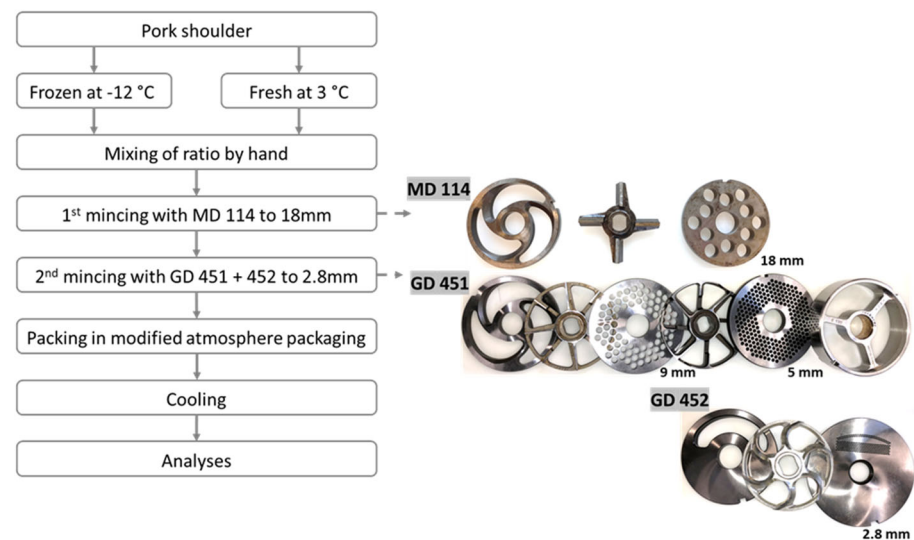 Pork shoulder
Frozen at -12 °C
Fresh at 3 °C
Mixing of ratio by hand
MD 114
1st mincing with MD 114 to 18mm
18 mm
2nd mincing with GD 451 + 452 to 2.8mm
GD 451
Packing in modified atmosphere packaging
9 mm
5 mm
Cooling
GD 452
Analyses
2.8 mm